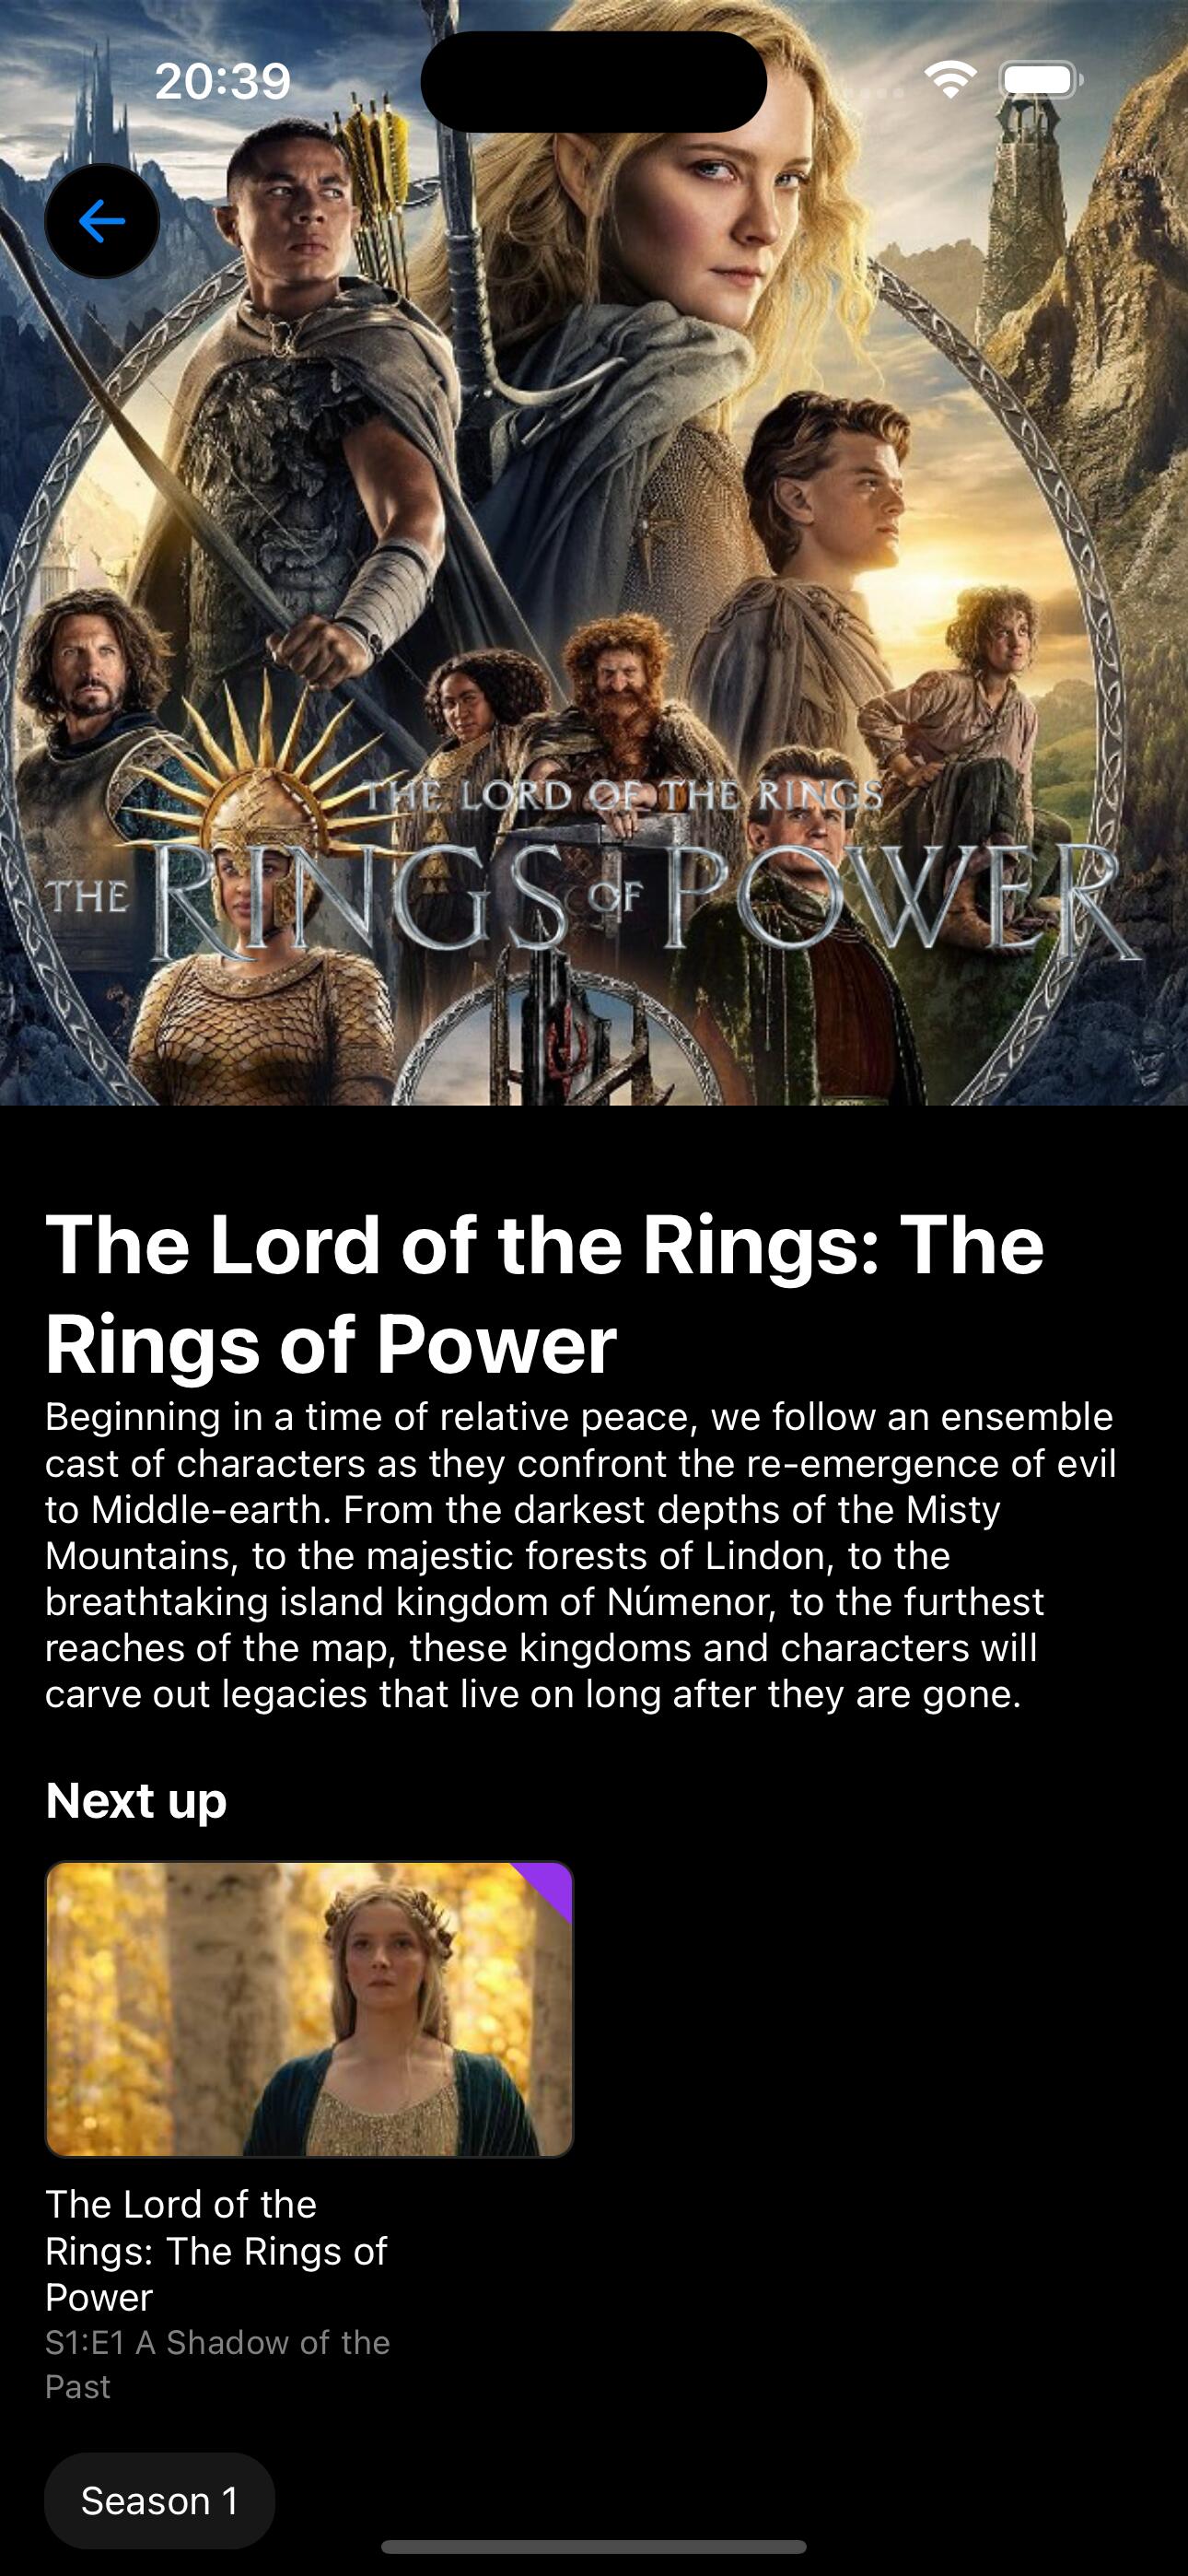 20:39
THE LORD OF THE RINGS
THE RINGS OF POWER
The Lord of the Rings: The
Rings of Power
Beginning in a time of relative peace, we follow an ensemble
cast of characters as they confront the re-emergence of evil
to Middle-earth. From the darkest depths of the Misty
Mountains, to the majestic forests of Lindon, to the
breathtaking island kingdom of Númenor, to the furthest
reaches of the map, these kingdoms and characters will
carve out legacies that live on long after they are gone.
Next up
The Lord of the
Rings: The Rings of
Power
S1:E1 A Shadow of the
Past
Season 1